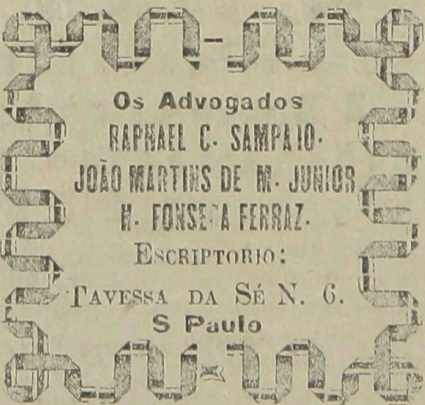 Os Advogados
RAPHAEL C. SAMPAIO.
JOÃO MARTINS DE M. JUNIOR
H. FONSECA FERRAZ.
ESCRIPTORIO:
TAVESSA DA SÉ N. 6.
S Paulo